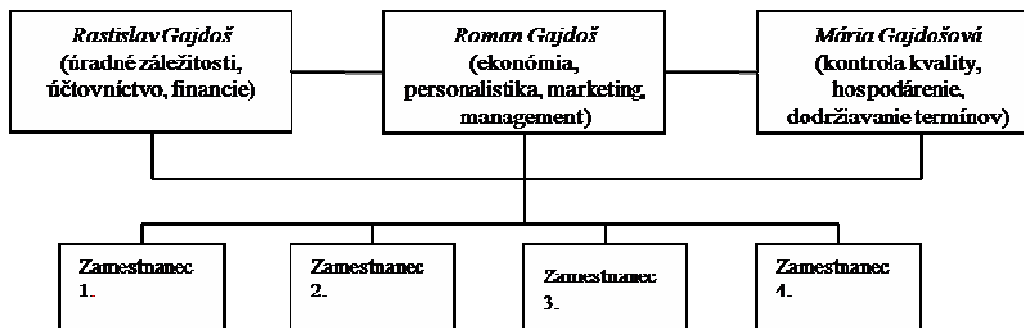 Rastislav Gajdoš
(úradné záležitosti,
účtovníctvo, financie)
Roman Gajdoš
(ekonómia,
personalistika, marketing,
management)
Mária Gajdošová
(kontrola kvality,
hospodárenie,
dodržiavanie termínov)
Zamestnanec
1.
Zamestnanec
2.
Zamestnanec
3.
Zamestnanec
4.